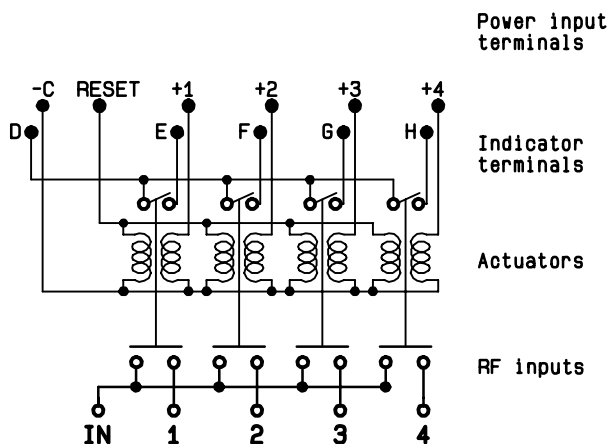 Power input
terminals
-C RESET +1 +2 +3 +4
D E F G H
Indicator
terminals
Actuators
RF inputs
IN 1 2 3 4